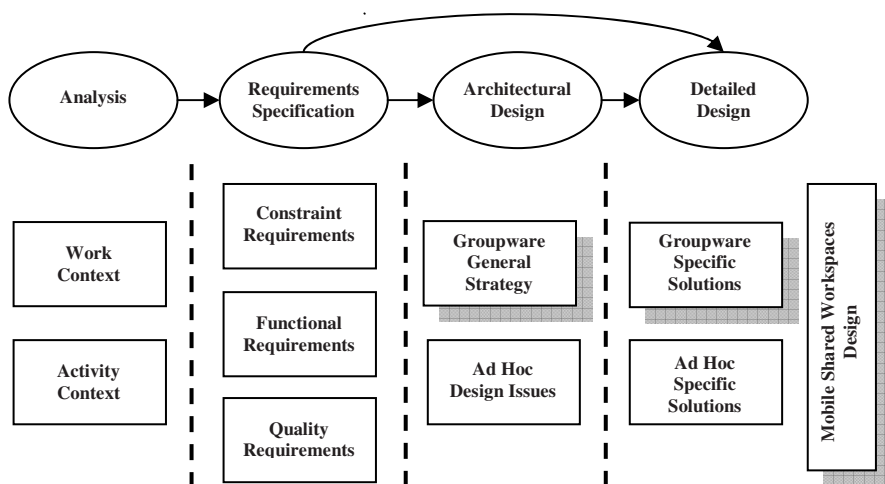 Analysis
Requirements
Specification
Architectural
Design
Detailed
Design
Work
Context
Activity
Context
Constraint
Requirements
Functional
Requirements
Quality
Requirements
Groupware
General
Strategy
Ad Hoc
Design Issues
Groupware
Specific
Solutions
Ad Hoc
Specific
Solutions
Mobile Shared Workspaces
Design